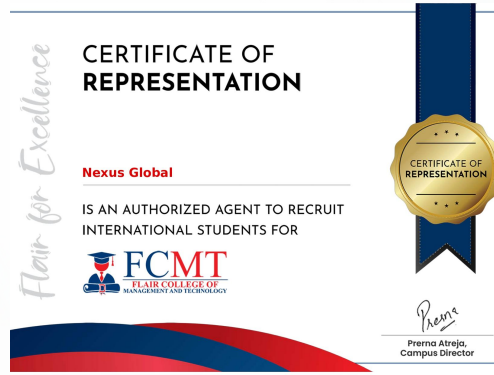 Flair for Excellence
CERTIFICATE OF
REPRESENTATION
Nexus Global
IS AN AUTHORIZED AGENT TO RECRUIT
INTERNATIONAL STUDENTS FOR
FCMT
FLAIR COLLEGE OF
MANAGEMENT AND TECHNOLOGY
CERTIFICATE OF
REPRESENTATION
Prerna
Prerna Atreja,
Campus Director